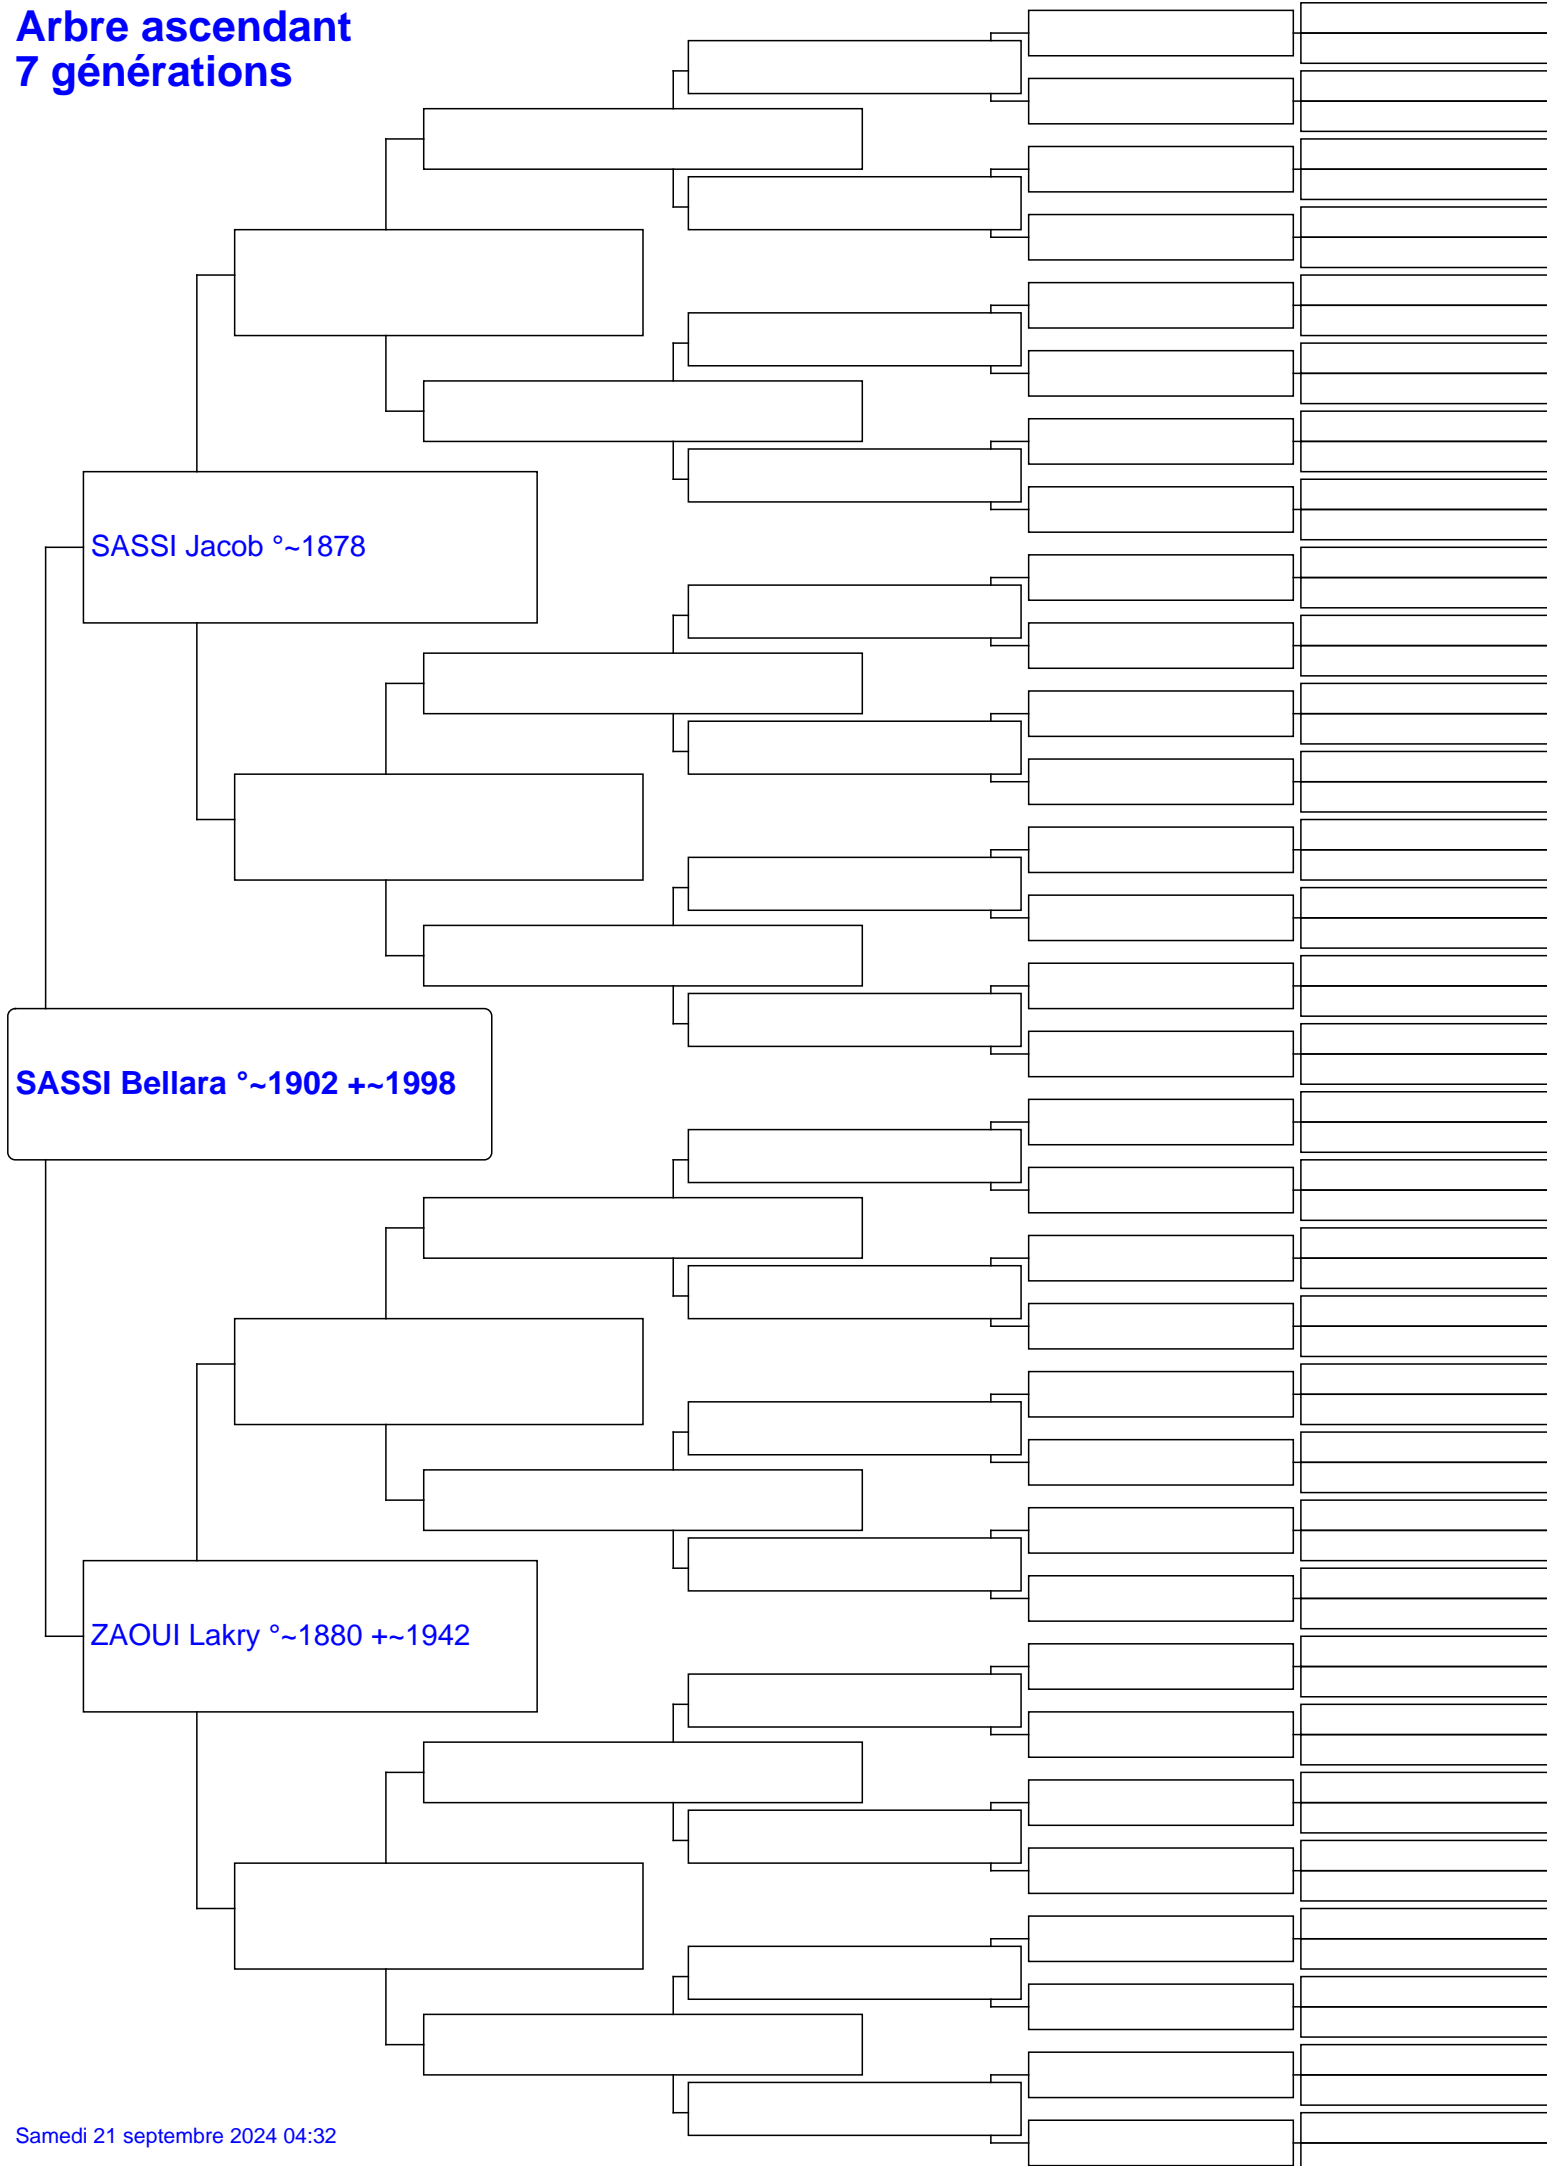 Arbre ascendant
7 générations
SASSI Jacob °~1878
SASSI Bellara °~1902 +~1998
ZAOUI Lakry °~1880 +~1942
Samedi 21 septembre 2024 04:32